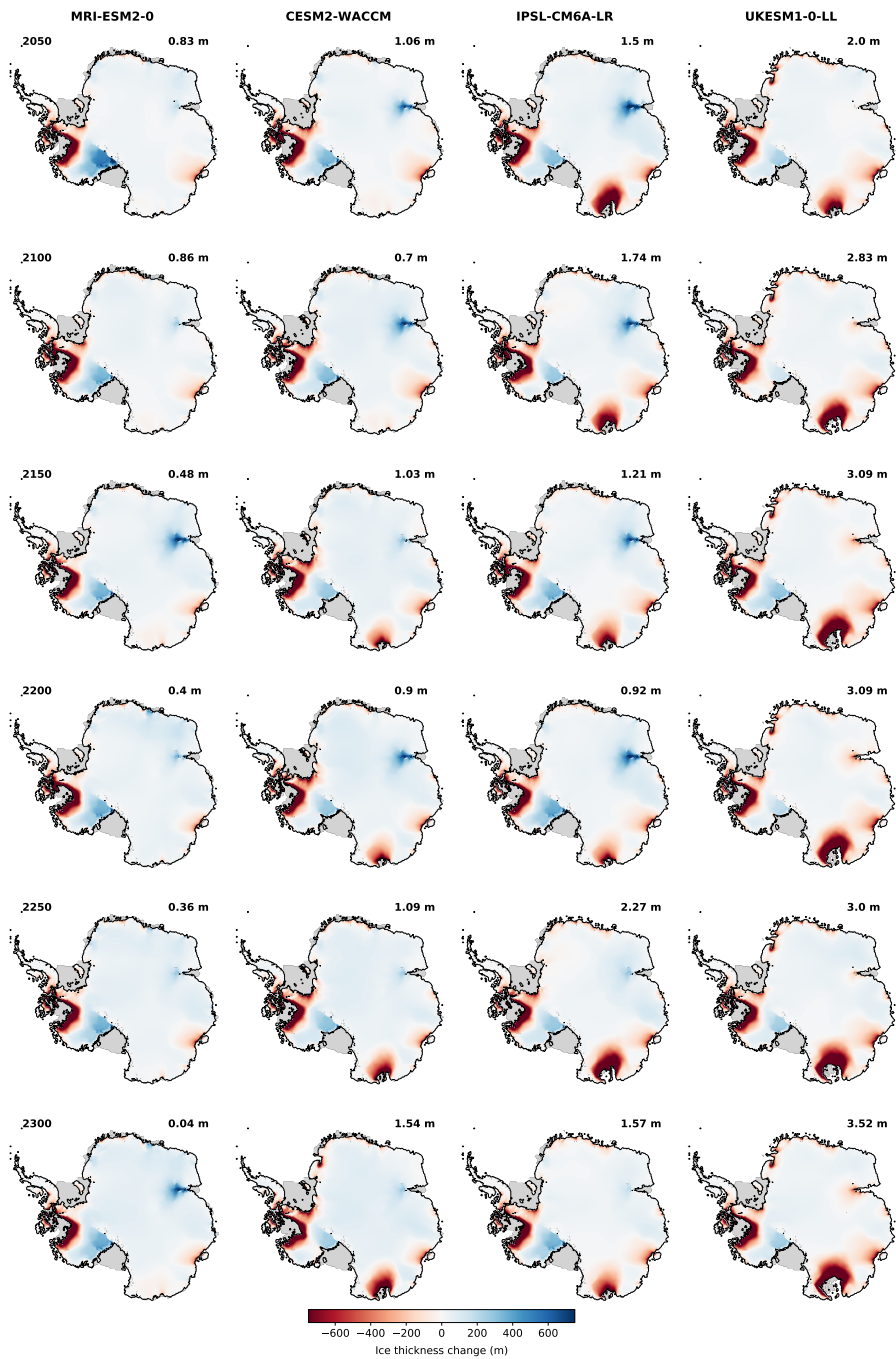 MRI-ESM2-0 CESM2-WACCM IPSL-CM6A-LR UKESM1-0-LL
2050 0.83 m 1.06 m 1.5 m 2.0 m
2100 0.86 m 0.7 m 1.74 m 2.83 m
2150 0.48 m 1.03 m 1.21 m 3.09 m
2200 0.4 m 0.9 m 0.92 m 3.09 m
2250 0.36 m 1.09 m 2.27 m 3.0 m
2300 0.04 m 1.54 m 1.57 m 3.52 m
−600 −400 −200 0 200 400 600
Ice thickness change (m)